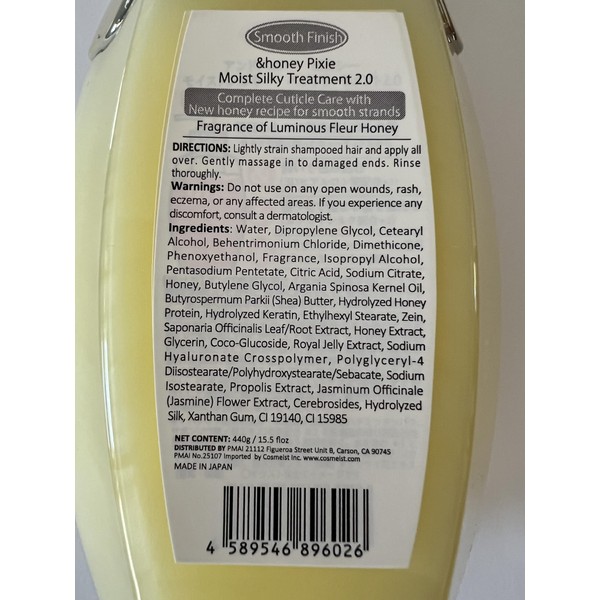 Smooth Finish
&honey Pixie
Moist Silky Treatment 2.0
Complete Cuticle Care with
New honey recipe for smooth strands
Fragrance of Luminous Fleur Honey
DIRECTIONS: Lightly strain shampooed hair and apply all
over. Gently massage in to damaged ends. Rinse
thoroughly.
Warnings: Do not use on any open wounds, rash,
eczema, or any affected areas. If you experience any
discomfort, consult a dermatologist.
Ingredients: Water, Dipropylene Glycol, Cetearyl
Alcohol, Behentrimonium Chloride, Dimethicone,
Phenoxyethanol, Fragrance, Isopropyl Alcohol,
Pentasodium Pentetate, Citric Acid, Sodium Citrate,
Honey, Butylene Glycol, Argania Spinosa Kernel Oil,
Butyrospermum Parkii (Shea) Butter, Hydrolyzed Honey
Protein, Hydrolyzed Keratin, Ethylhexyl Stearate, Zein,
Saponaria Officinalis Leaf/Root Extract, Honey Extract,
Glycerin, Coco-Glucoside, Royal Jelly Extract, Sodium
Hyaluronate Crosspolymer, Polyglyceryl-4
Diisostearate/Polyhydroxystearate/Sebacate, Sodium
Isostearate, Propolis Extract, Jasminum Officinale
(Jasmine) Flower Extract, Cerebrosides, Hydrolyzed
Silk, Xanthan Gum, CI 19140, CI 15985
NET CONTENT: 440g / 15.5 floz
DISTRIBUTED BY PMAI 21112 Figueroa Street Unit B, Carson, CA 90745
PMAI No.25107 Imported by Cosmeist Inc. www.cosmeist.com
MADE IN JAPAN
4 589546 896026